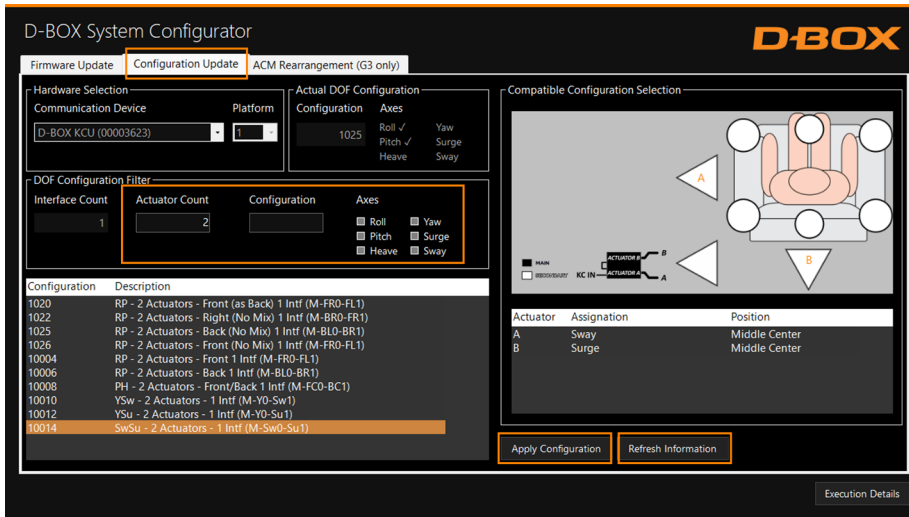 D-BOX System Configurator
D-BOX
Firmware Update Configuration Update ACM Rearrangement (G3 only)
Hardware Selection
Communication Device Platform
D-BOX KCU (00003623) 1
Actual DOF Configuration
Configuration Axes
1025
Roll ✓ Yaw
Pitch ✓ Surge
Heave Sway
DOF Configuration Filter
Interface Count Actuator Count Configuration Axes
1 2
Roll Yaw
Pitch Surge
Heave Sway
Configuration Description
1020 RP - 2 Actuators - Front (as Back) 1 Intf (M-FR0-FL1)
1022 RP - 2 Actuators - Right (No Mix) 1 Intf (M-BR0-FR1)
1025 RP - 2 Actuators - Back (No Mix) 1 Intf (M-BL0-BR1)
1026 RP - 2 Actuators - Front (No Mix) 1 Intf (M-FR0-FL1)
10004 RP - 2 Actuators - Front 1 Intf (M-FR0-FL1)
10006 RP - 2 Actuators - Back 1 Intf (M-BL0-BR1)
10008 PH - 2 Actuators - Front/Back 1 Intf (M-FC0-BC1)
10010 YSw - 2 Actuators - 1 Intf (M-Y0-Sw1)
10012 YSu - 2 Actuators - 1 Intf (M-Y0-Su1)
10014 SwSu - 2 Actuators - 1 Intf (M-Sw0-Su1)
Compatible Configuration Selection
A
B
MAIN
SECONDARY
KC IN
ACTUATOR B B
ACTUATOR A A
Actuator Assignation Position
A Sway Middle Center
B Surge Middle Center
Apply Configuration Refresh Information
Execution Details